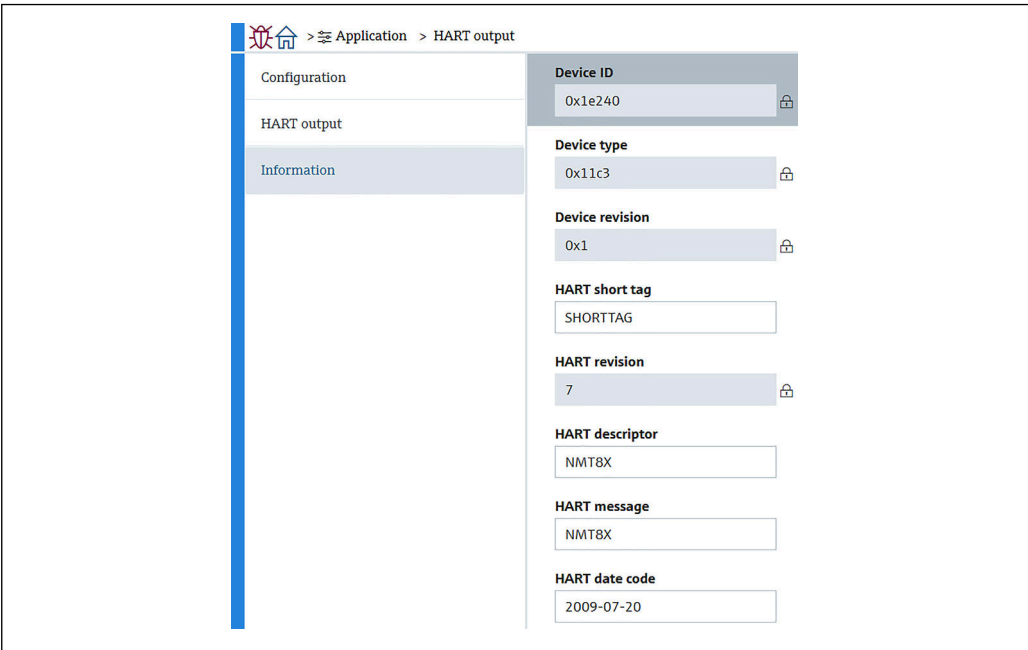 > Application > HART output
Configuration
HART output
Information
Device ID
0x1e240
Device type
0x11c3
Device revision
0x1
HART short tag
SHORTTAG
HART revision
7
HART descriptor
NMT8X
HART message
NMT8X
HART date code
2009-07-20